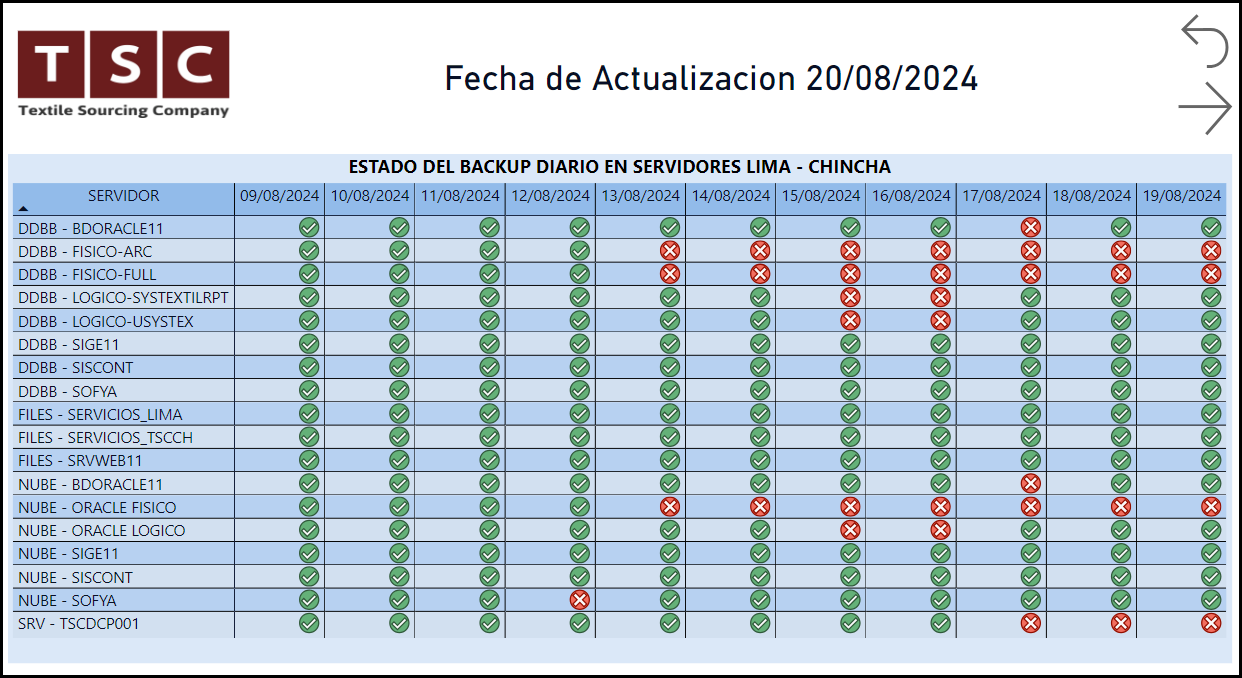 TSC
Textile Sourcing Company
Fecha de Actualizacion 20/08/2024
ESTADO DEL BACKUP DIARIO EN SERVIDORES LIMA - CHINCHA
SERVIDOR 09/08/2024 10/08/2024 11/08/2024 12/08/2024 13/08/2024 14/08/2024 15/08/2024 16/08/2024 17/08/2024 18/08/2024 19/08/2024
DDBB - BDORACLE11
DDBB - FISICO-ARC
DDBB - FISICO-FULL
DDBB - LOGICO-SYSTEXTILRPT
DDBB - LOGICO-USYSTEX
DDBB - SIGE11
DDBB - SISCONT
DDBB - SOFYA
FILES - SERVICIOS_LIMA
FILES - SERVICIOS_TSCCH
FILES - SRVWEB11
NUBE - BDORACLE11
NUBE - ORACLE FISICO
NUBE - ORACLE LOGICO
NUBE - SIGE11
NUBE - SISCONT
NUBE - SOFYA
SRV - TSCDCP001